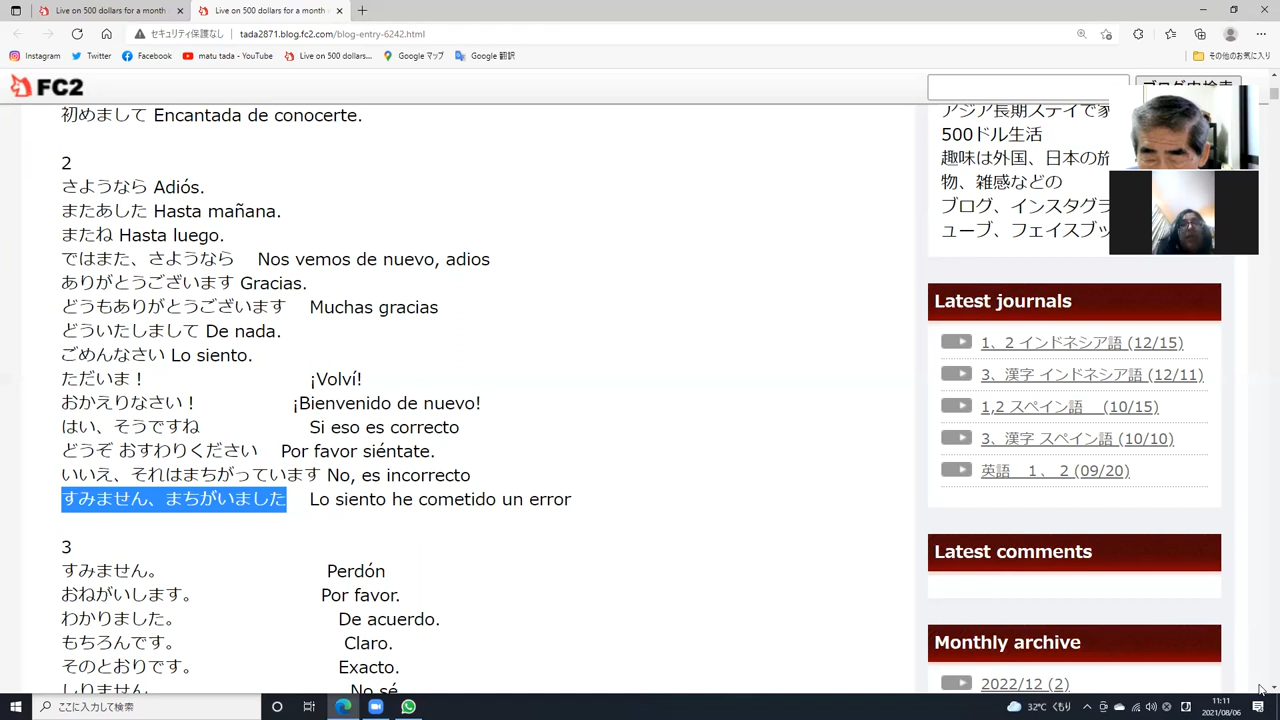 Live on 500 dollars for a month
Live on 500 dollars for a month
セキュリティ保護なし
tada2871.blog.fc2.com/blog-entry-6242.html
Instagram
Twitter
Facebook
matu tada - YouTube
Live on 500 dollars...
Google マップ
Google 翻訳
その他のお気に入り
FC2
初めまして Encantada de conocerte.
2
さようなら Adiós.
またあした Hasta mañana.
またね Hasta luego.
ではまた、さようなら Nos vemos de nuevo, adios
ありがとうございます Gracias.
どうもありがとうございます Muchas gracias
どういたしまして De nada.
ごめんなさい Lo siento.
ただいま！ ¡Volví!
おかえりなさい！ ¡Bienvenido de nuevo!
はい、そうですね Si eso es correcto
どうぞ おすわりください Por favor siéntate.
いいえ、それはまちがっています No, es incorrecto
すみません、まちがいました Lo siento he cometido un error
3
すみません。 Perdón
おねがいします。 Por favor.
わかりました。 De acuerdo.
もちろんです。 Claro.
そのとおりです。 Exacto.
しりません No sé
アジア長期ステイで家
500ドル生活
趣味は外国、日本の旅
物、雑感などの
ブログ、インスタグラ
ューブ、フェイスブッ
Latest journals
1、2 インドネシア語 (12/15)
3、漢字 インドネシア語 (12/11)
1,2 スペイン語 (10/15)
3、漢字 スペイン語 (10/10)
英語 １、２ (09/20)
Latest comments
Monthly archive
2022/12 (2)
ここに入力して検索
32℃ くもり
11:11
2021/08/06